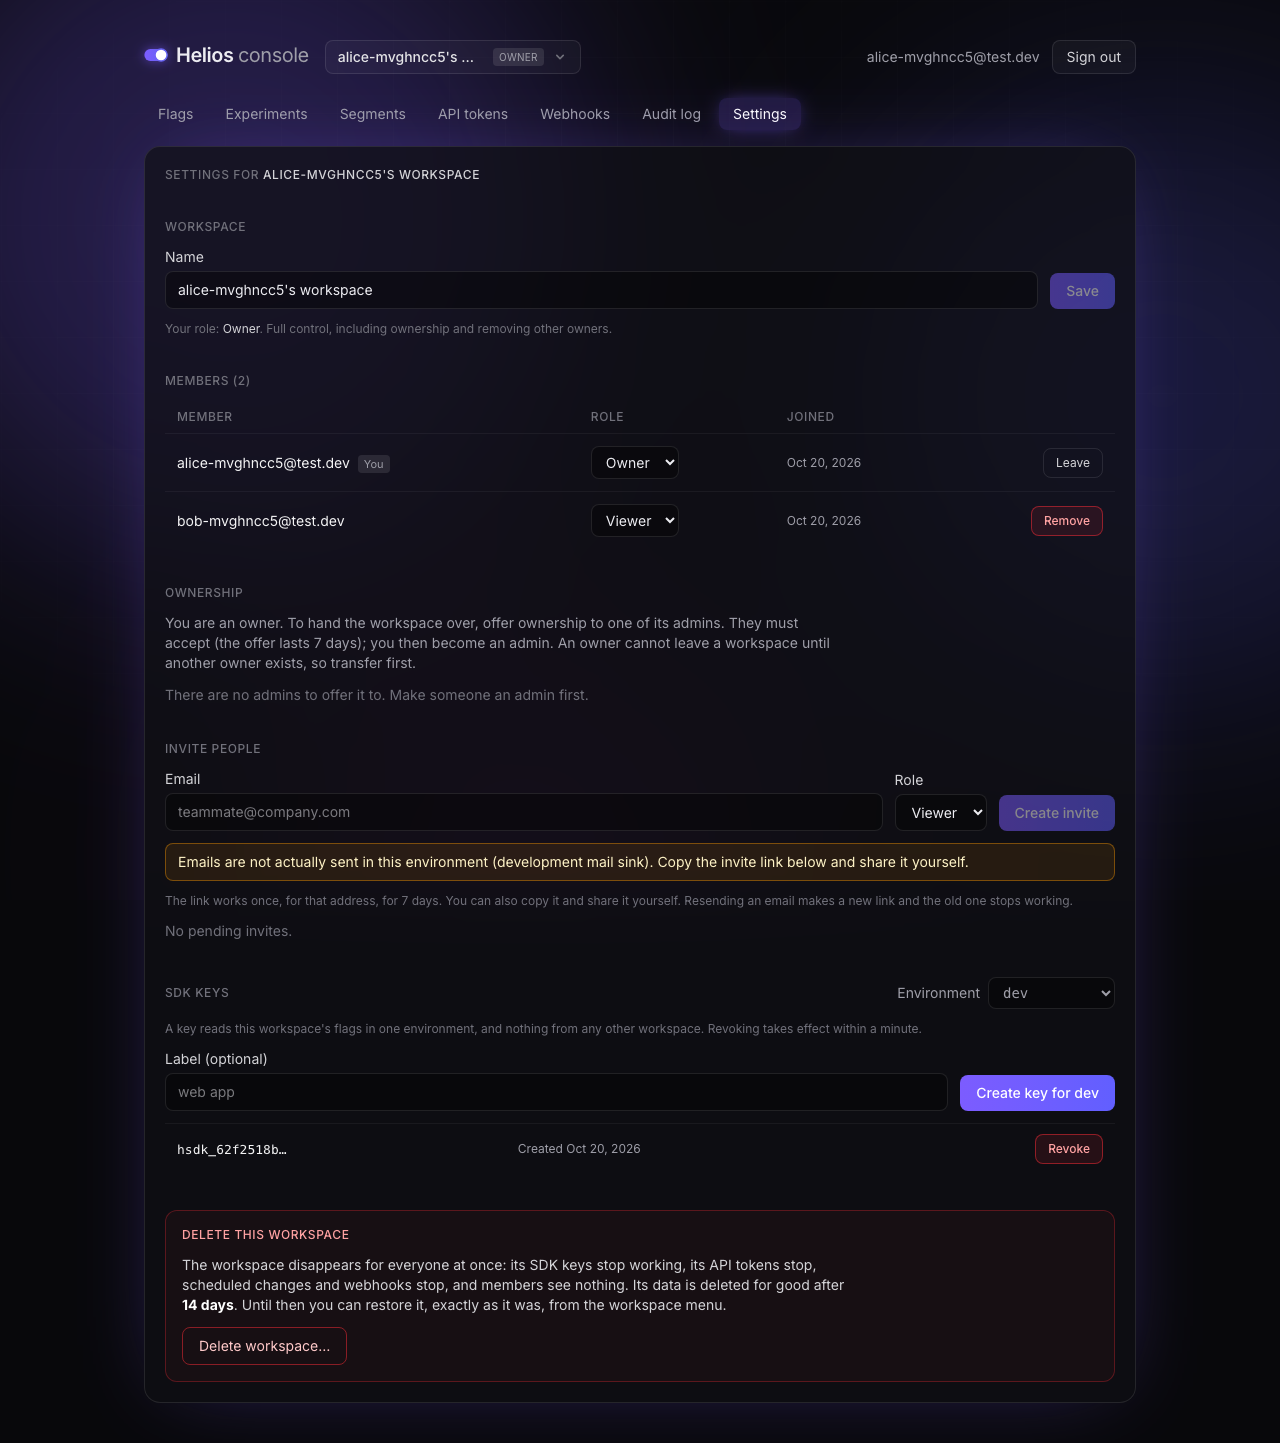 Helios console
alice-mvghncc5's ... OWNER
alice-mvghncc5@test.dev
Sign out
Flags
Experiments
Segments
API tokens
Webhooks
Audit log
Settings
SETTINGS FOR ALICE-MVGHNCC5'S WORKSPACE
WORKSPACE
Name
alice-mvghncc5's workspace
Save
Your role: Owner. Full control, including ownership and removing other owners.
MEMBERS (2)
MEMBER ROLE JOINED
alice-mvghncc5@test.dev You Owner Oct 20, 2026 Leave
bob-mvghncc5@test.dev Viewer Oct 20, 2026 Remove
OWNERSHIP
You are an owner. To hand the workspace over, offer ownership to one of its admins. They must
accept (the offer lasts 7 days); you then become an admin. An owner cannot leave a workspace until
another owner exists, so transfer first.
There are no admins to offer it to. Make someone an admin first.
INVITE PEOPLE
Email
Role
teammate@company.com
Viewer
Create invite
Emails are not actually sent in this environment (development mail sink). Copy the invite link below and share it yourself.
The link works once, for that address, for 7 days. You can also copy it and share it yourself. Resending an email makes a new link and the old one stops working.
No pending invites.
SDK KEYS
Environment dev
A key reads this workspace's flags in one environment, and nothing from any other workspace. Revoking takes effect within a minute.
Label (optional)
web app
Create key for dev
hsdk_62f2518b… Created Oct 20, 2026 Revoke
DELETE THIS WORKSPACE
The workspace disappears for everyone at once: its SDK keys stop working, its API tokens stop,
scheduled changes and webhooks stop, and members see nothing. Its data is deleted for good after
14 days. Until then you can restore it, exactly as it was, from the workspace menu.
Delete workspace…